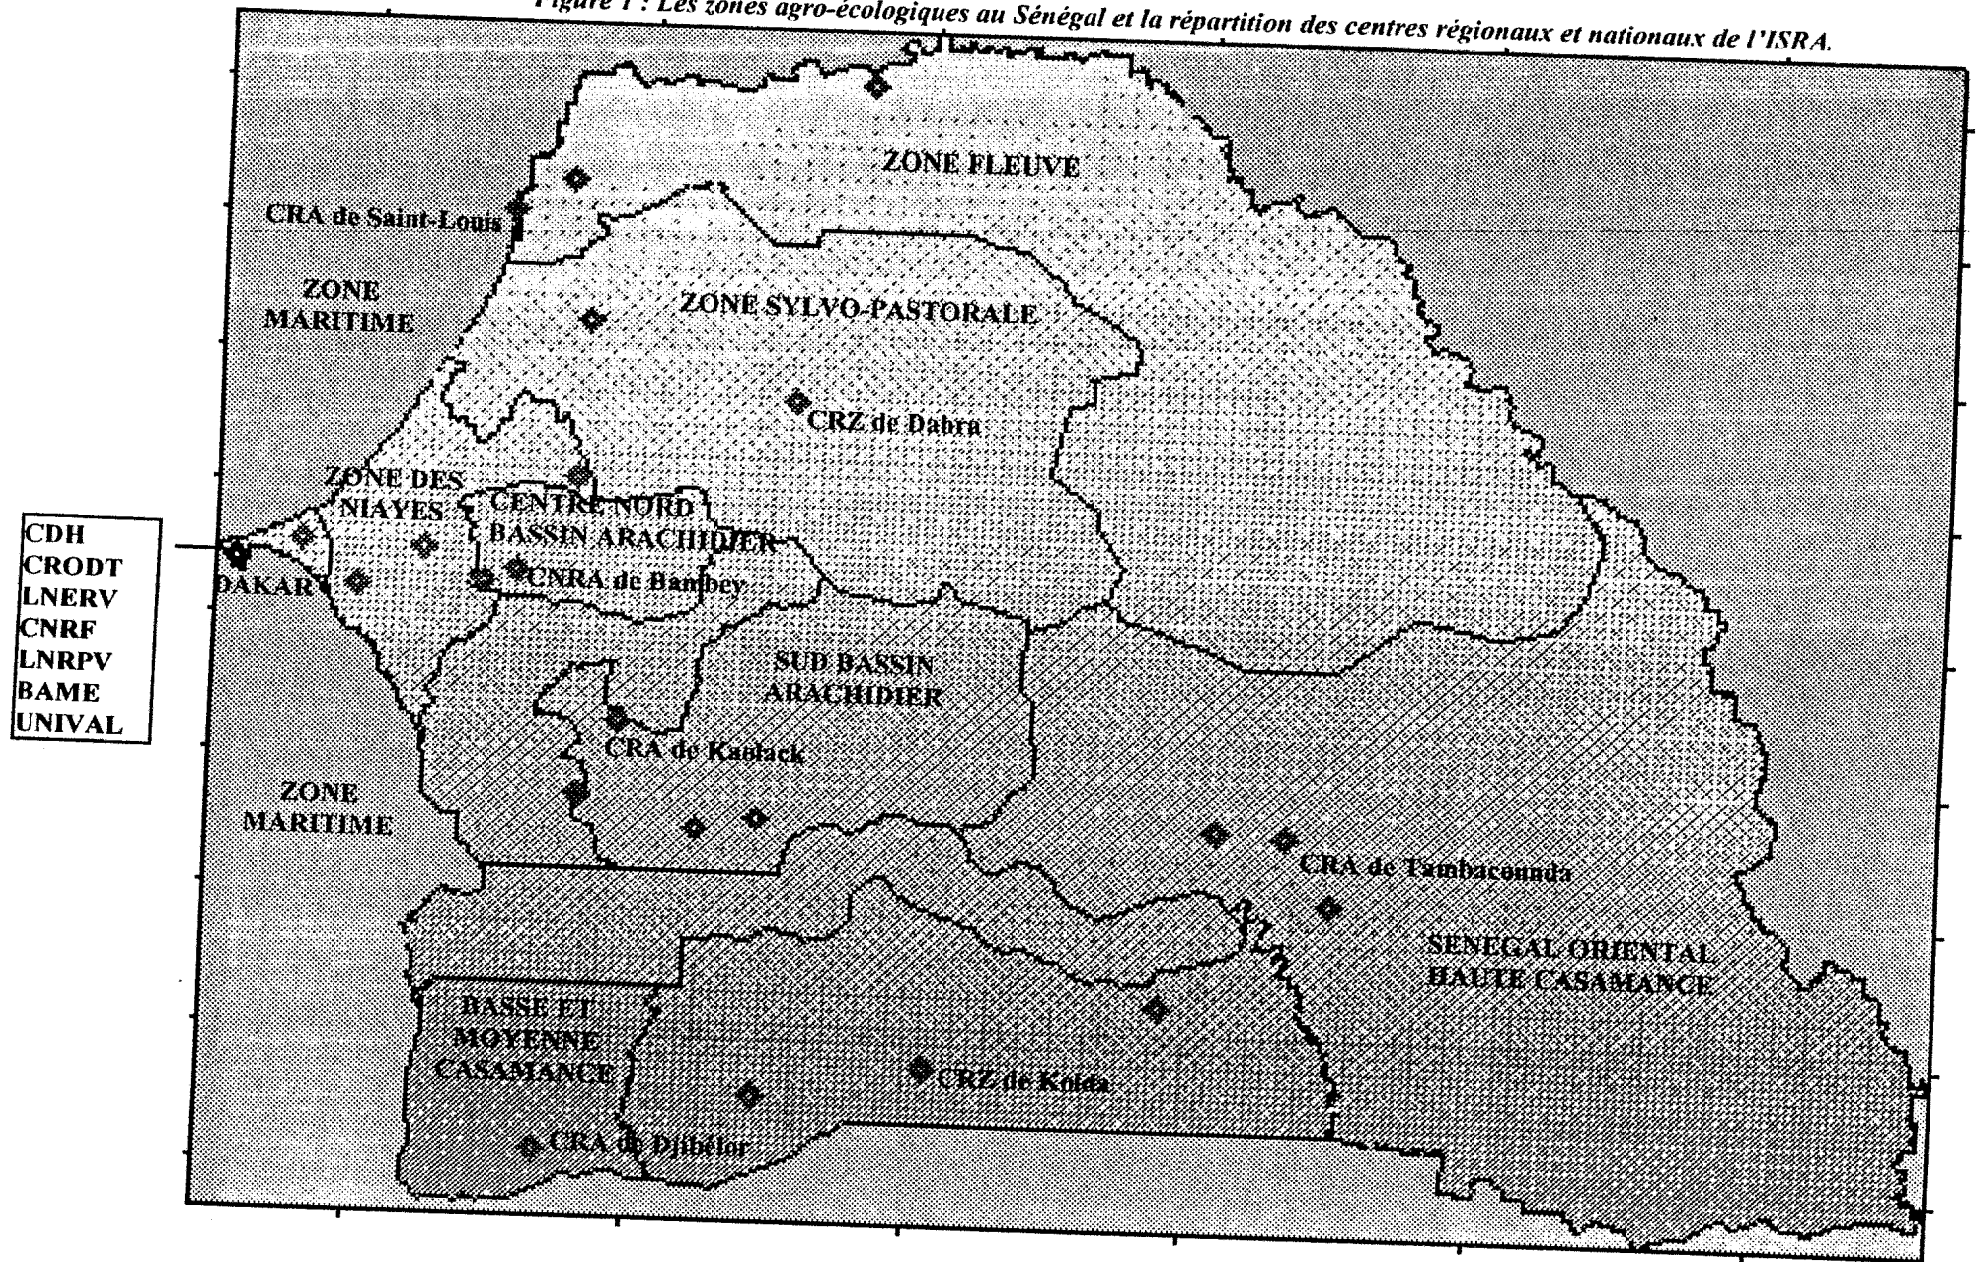 Figure 1 : Les zones agro-écologiques au Sénégal et la répartition des centres régionaux et nationaux de l'ISRA.
ZONE FLEUVE
CRA de Saint-Louis
ZONE
MARITIME
ZONE SYLVO-PASTORALE
CRZ de Dahra
ZONE DES
NIAYES
CENTRE NORD
BASSIN ARACHIDIER
CNRA de Bambey
DAKAR
CDH
CRODT
LNERV
CNRF
LNRPV
BAME
UNIVAL
SUD BASSIN
ARACHIDIER
CRA de Kaolack
ZONE
MARITIME
CRA de Tambacounda
SENEGAL ORIENTAL
HAUTE CASAMANCE
BASSE ET
MOYENNE
CASAMANCE
CRZ de Kolda
CRA de Djibélor